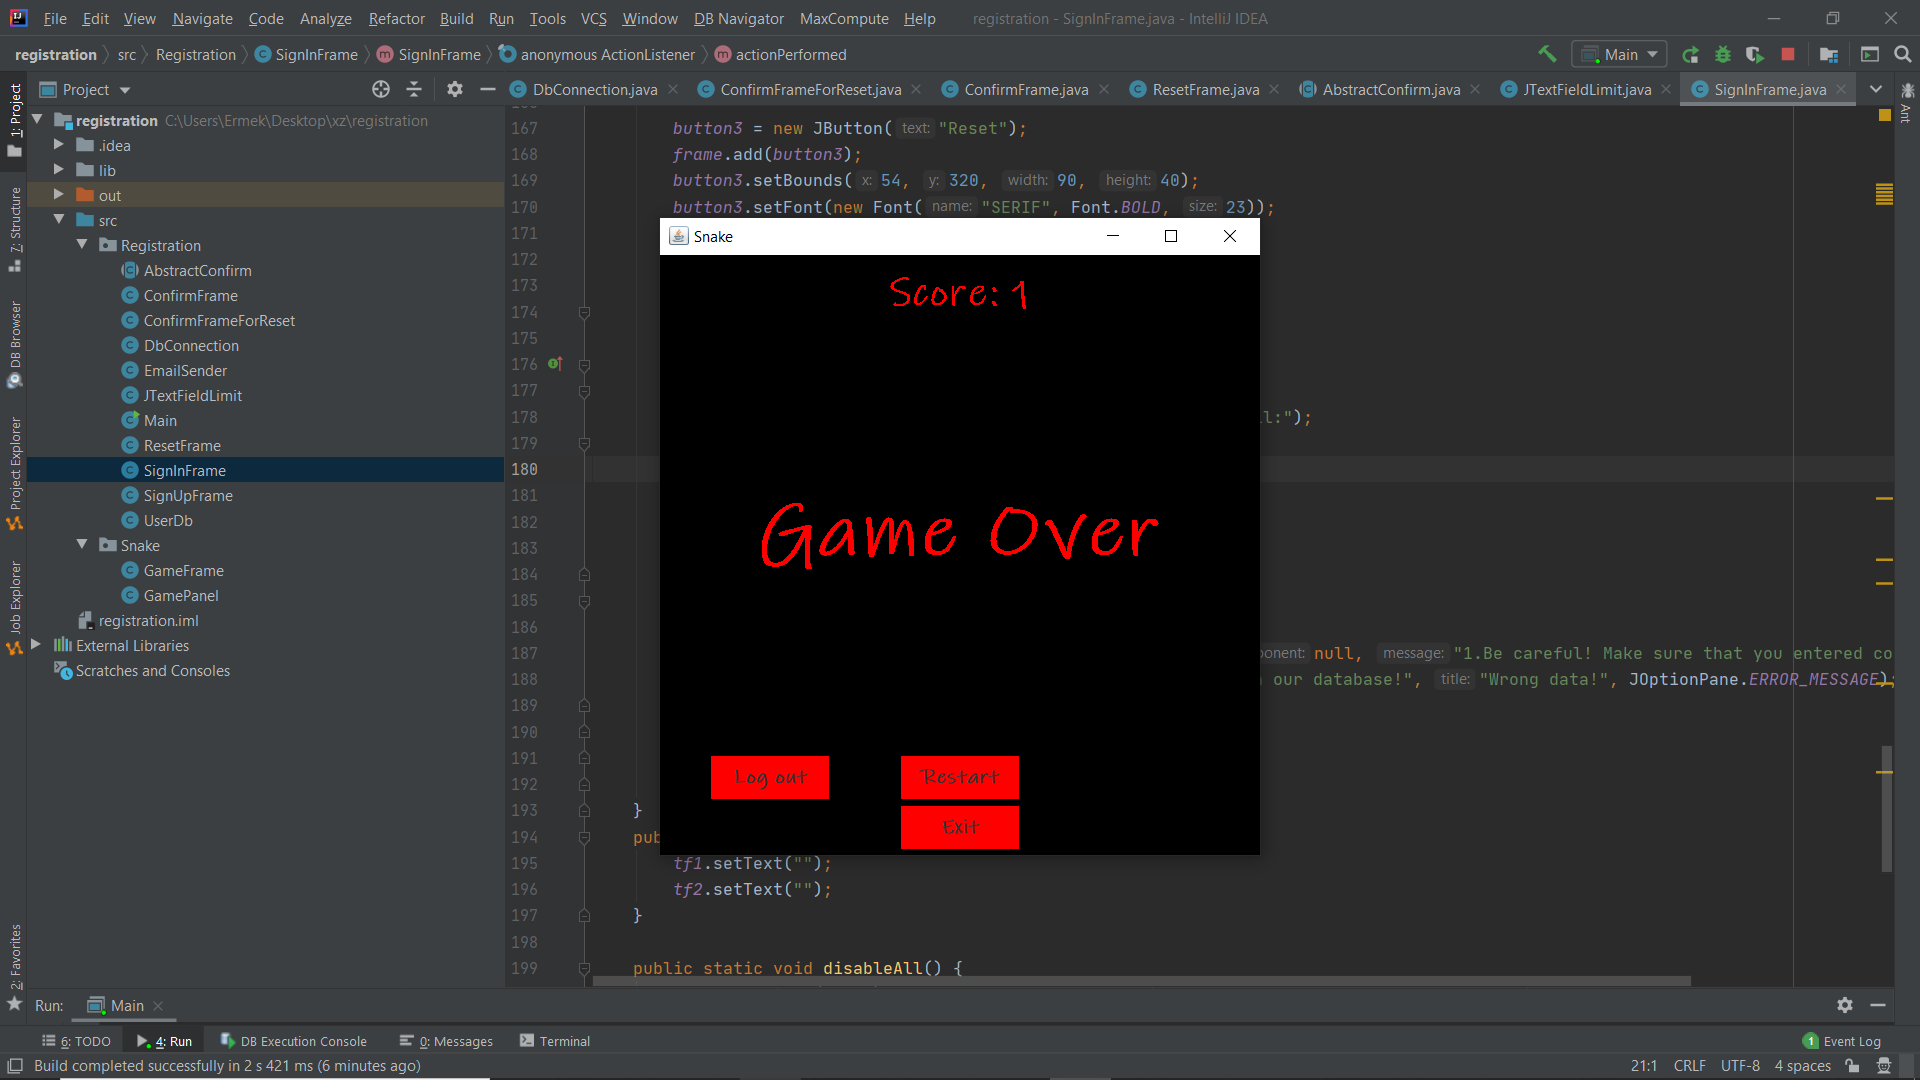 File Edit View Navigate Code Analyze Refactor Build Run Tools VCS Window DB Navigator MaxCompute Help registration - SignInFrame.java - IntelliJ IDEA
registration src Registration SignInFrame SignInFrame anonymous ActionListener actionPerformed Main
1: Project
7: Structure
DB Browser
Project Explorer
Job Explorer
2: Favorites
Project
registration C:\Users\Ermek\Desktop\xz\registration
.idea
lib
out
src
Registration
AbstractConfirm
ConfirmFrame
ConfirmFrameForReset
DbConnection
EmailSender
JTextFieldLimit
Main
ResetFrame
SignInFrame
SignUpFrame
UserDb
Snake
GameFrame
GamePanel
registration.iml
External Libraries
Scratches and Consoles
DbConnection.java ConfirmFrameForReset.java ConfirmFrame.java ResetFrame.java AbstractConfirm.java JTextFieldLimit.java SignInFrame.java
Ant
167 button3 = new JButton( text: "Reset");
168 frame.add(button3);
169 button3.setBounds( x: 54, y: 320, width: 90, height: 40);
170 button3.setFont(new Font( name: "SERIF", Font.BOLD, size: 23));
171
172
173
174
175
176
177
178 l:");
179
180
181
182
183
184
185
186
187 ponent: null, message: "1.Be careful! Make sure that you entered co
188 our database!", title: "Wrong data!", JOptionPane.ERROR_MESSAGE);
189
190
191
192
193 }
194 pub
195 tf1.setText("");
196 tf2.setText("");
197 }
198
199 public static void disableAll() {
Snake
Score: 1
Game Over
Log out Restart
Exit
Run: Main
6: TODO 4: Run DB Execution Console 0: Messages Terminal 1 Event Log
Build completed successfully in 2 s 421 ms (6 minutes ago) 21:1 CRLF UTF-8 4 spaces